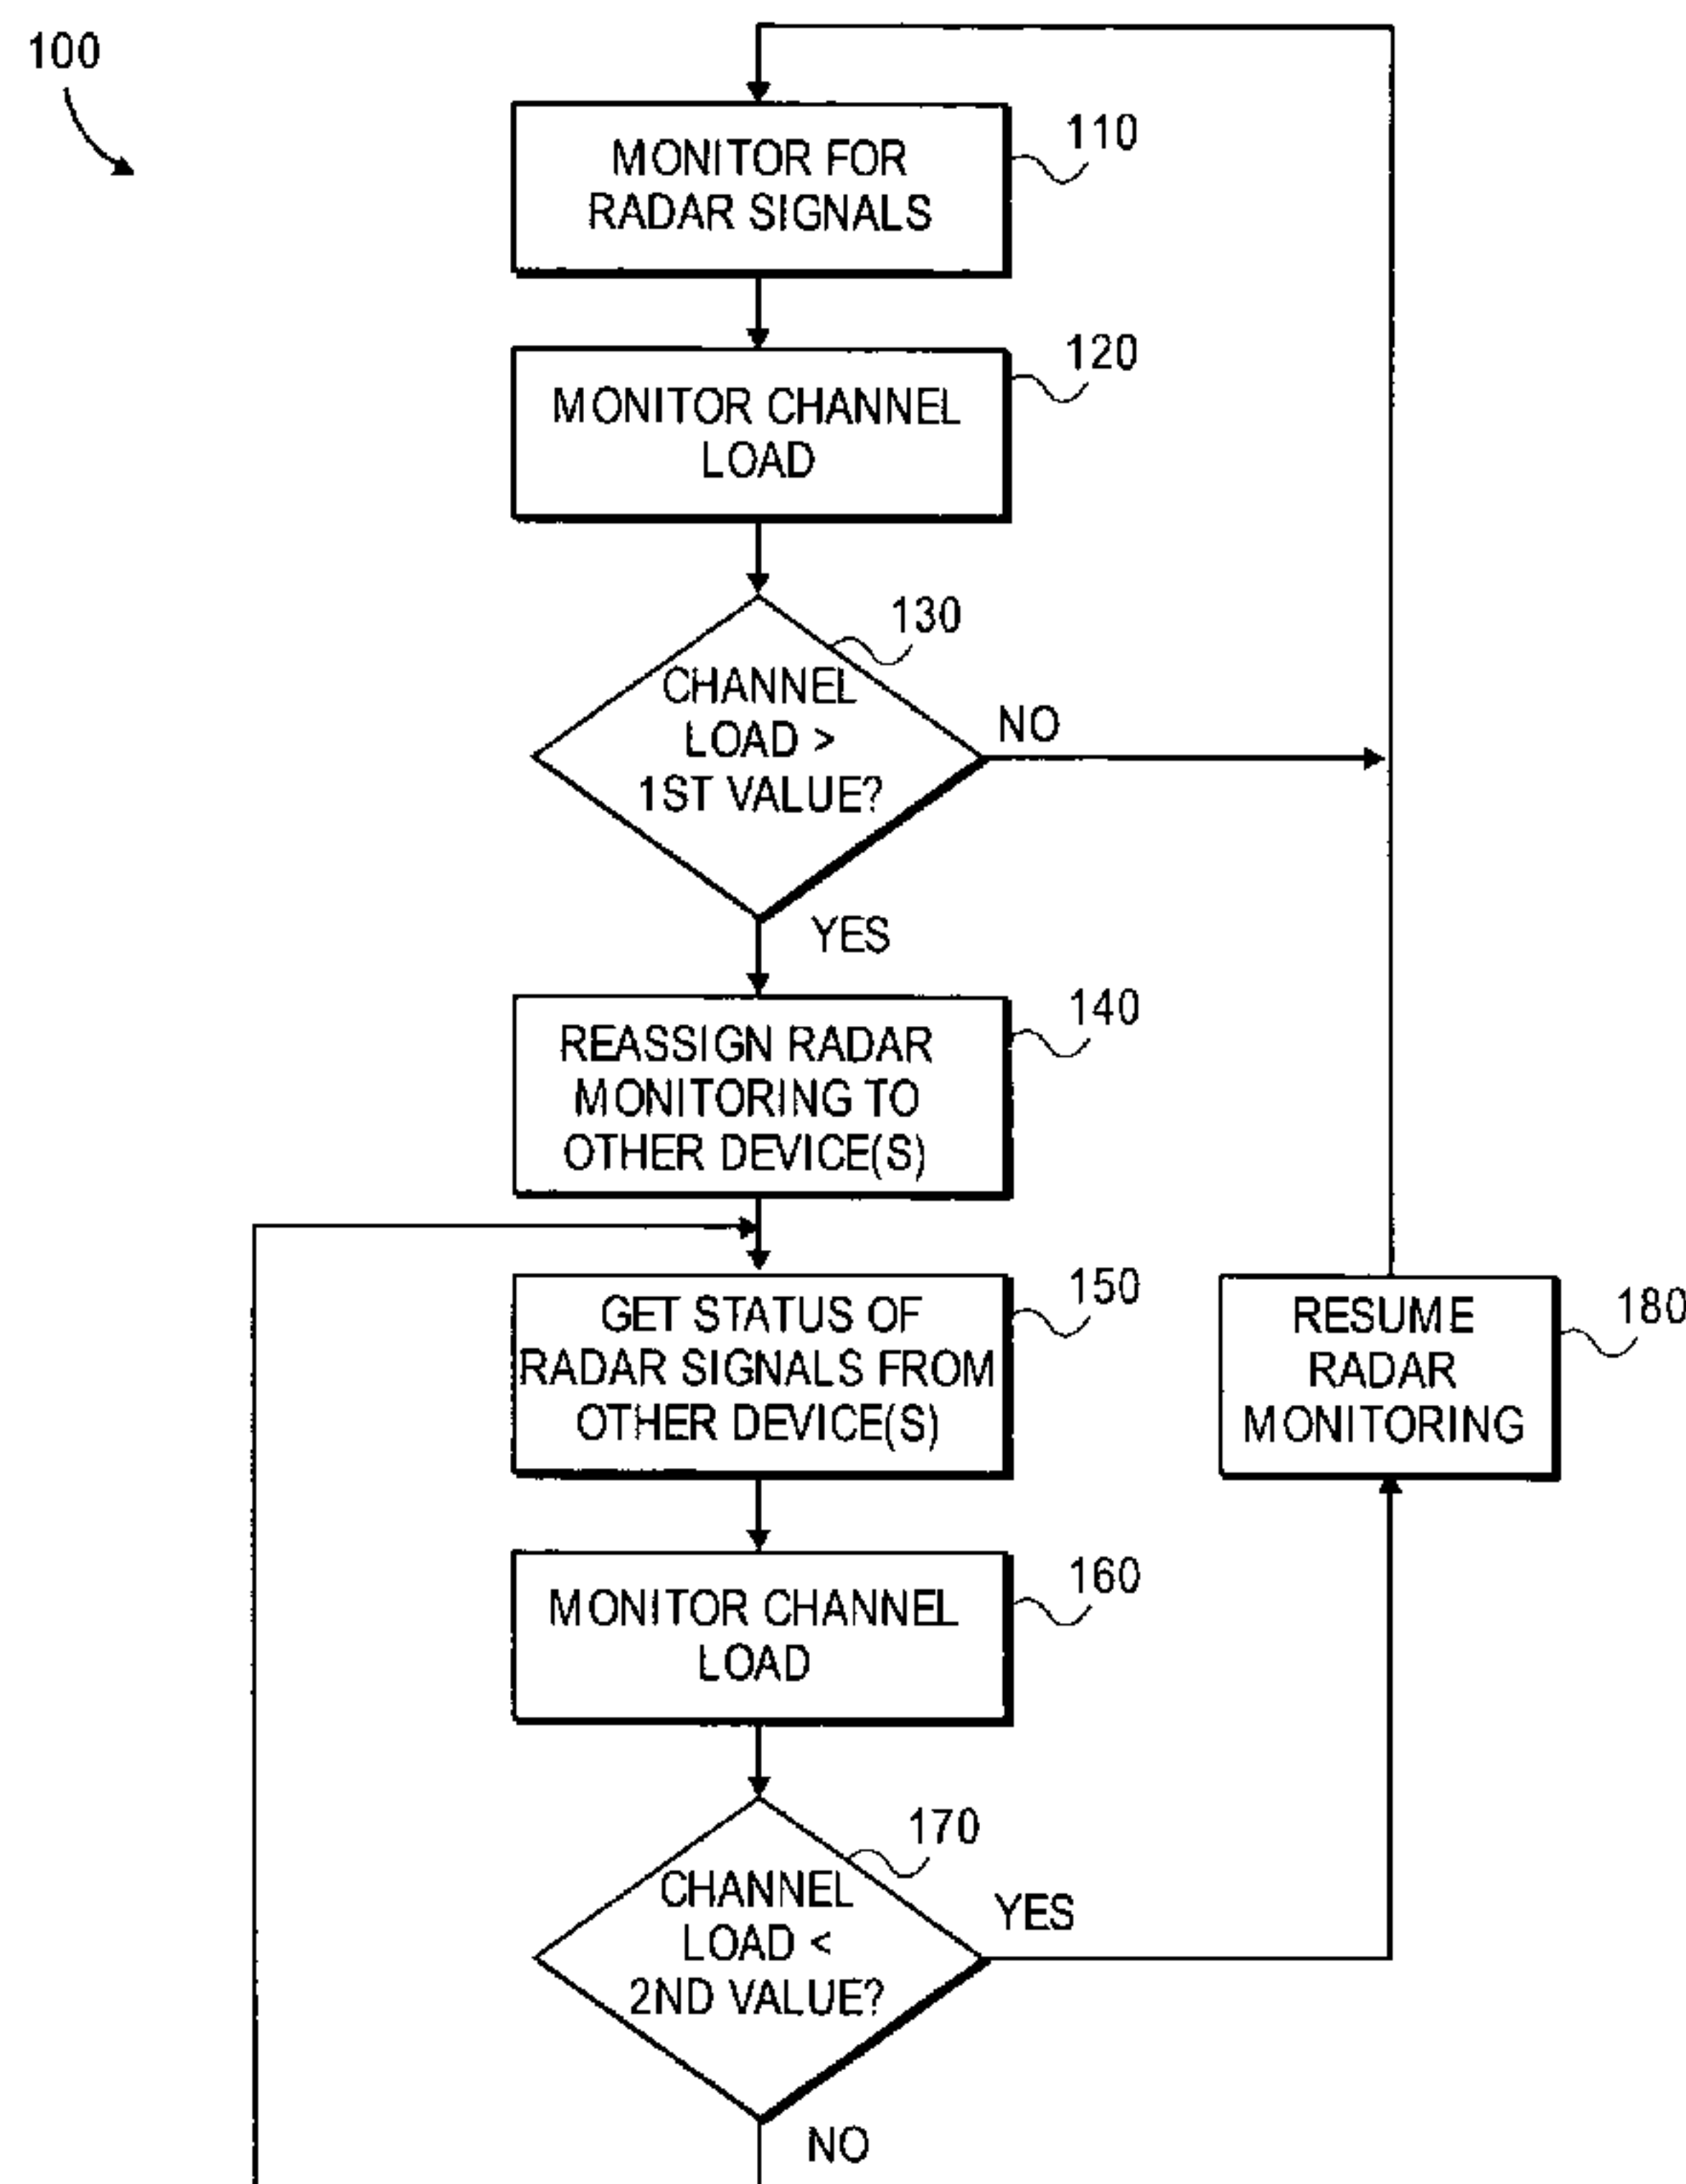 100
MONITOR FOR
RADAR SIGNALS
110
MONITOR CHANNEL
LOAD
120
CHANNEL
LOAD >
1ST VALUE?
130
NO
YES
REASSIGN RADAR
MONITORING TO
OTHER DEVICE(S)
140
GET STATUS OF
RADAR SIGNALS FROM
OTHER DEVICE(S)
150
RESUME
RADAR
MONITORING
180
MONITOR CHANNEL
LOAD
160
CHANNEL
LOAD <
2ND VALUE?
170
YES
NO